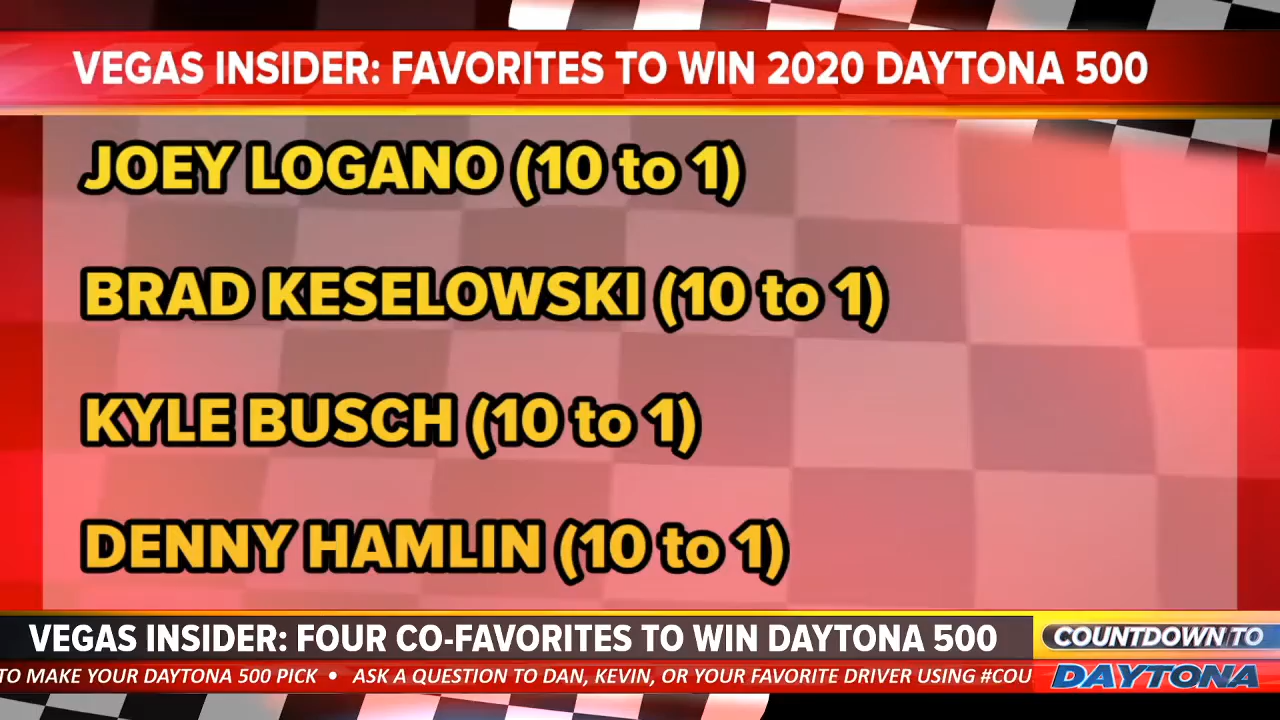 VEGAS INSIDER: FAVORITES TO WIN 2020 DAYTONA 500
JOEY LOGANO (10 to 1)
BRAD KESELOWSKI (10 to 1)
KYLE BUSCH (10 to 1)
DENNY HAMLIN (10 to 1)
VEGAS INSIDER: FOUR CO-FAVORITES TO WIN DAYTONA 500
COUNTDOWN TO
DAYTONA
TO MAKE YOUR DAYTONA 500 PICK • ASK A QUESTION TO DAN, KEVIN, OR YOUR FAVORITE DRIVER USING #COU